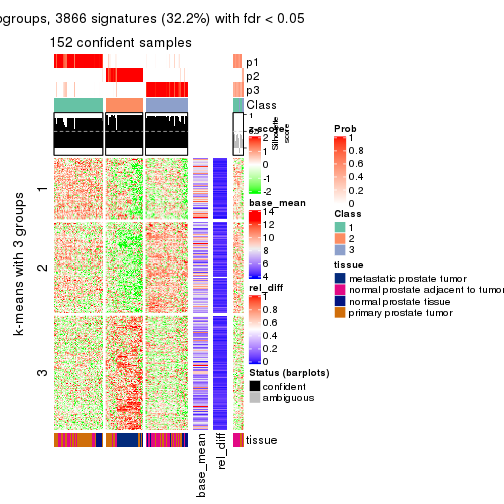 ogroups, 3866 signatures (32.2%) with fdr < 0.05
152 confident samples
p1
p2
p3
Class
1
0
Silhouette
score
z-score
2
1
0
-1
-2
base_mean
14
12
10
8
6
4
rel_diff
1
0.8
0.6
0.4
0.2
0
Status (barplots)
confident
ambiguous
Prob
1
0.8
0.6
0.4
0.2
0
Class
1
2
3
tissue
metastatic prostate tumor
normal prostate adjacent to tumor
normal prostate tissue
primary prostate tumor
k-means with 3 groups
1
2
3
tissue
base_mean
rel_diff